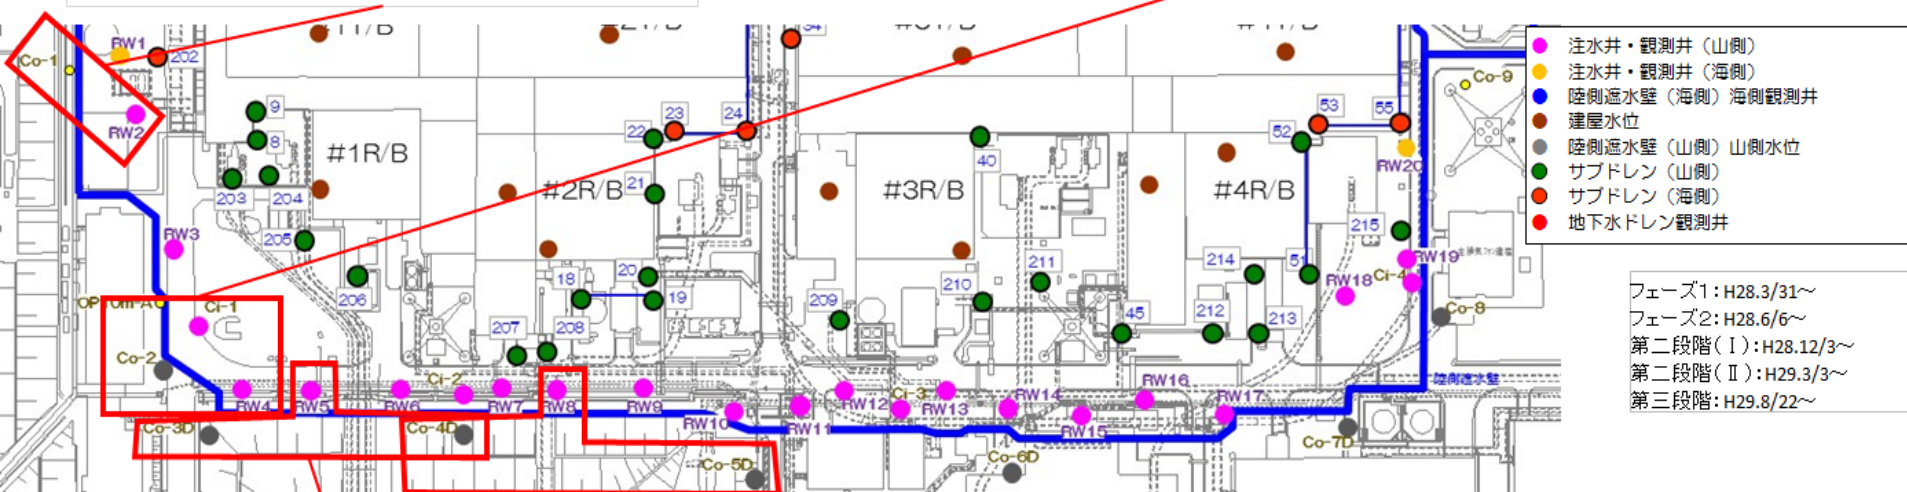 34
RW1
202
Co-1
RW2
9
8
203
204
205
206
#1R/B
22
23
24
#2R/B
21
18
20
19
207
208
40
#3R/B
209
210
211
52
53
55
RW20
#4R/B
215
214
51
45
212
213
RW19
RW18
Ci-4
Co-9
Co-8
RW3
Ci-1
Co-2
RW4
RW5
RW6
Ci-2
RW7
RW8
RW9
RW10
RW11
RW12
Ci-3
RW13
RW14
RW15
RW16
RW17
陸側遮水壁
Co-3D
Co-4D
Co-5D
Co-6D
Co-7D
注水井・観測井(山側)
注水井・観測井(海側)
陸側遮水壁(海側)海側観測井
建屋水位
陸側遮水壁(山側)山側水位
サブドレン(山側)
サブドレン(海側)
地下水ドレン観測井
フェーズ1:H28.3/31~
フェーズ2:H28.6/6~
第二段階(Ⅰ):H28.12/3~
第二段階(Ⅱ):H29.3/3~
第三段階:H29.8/22~